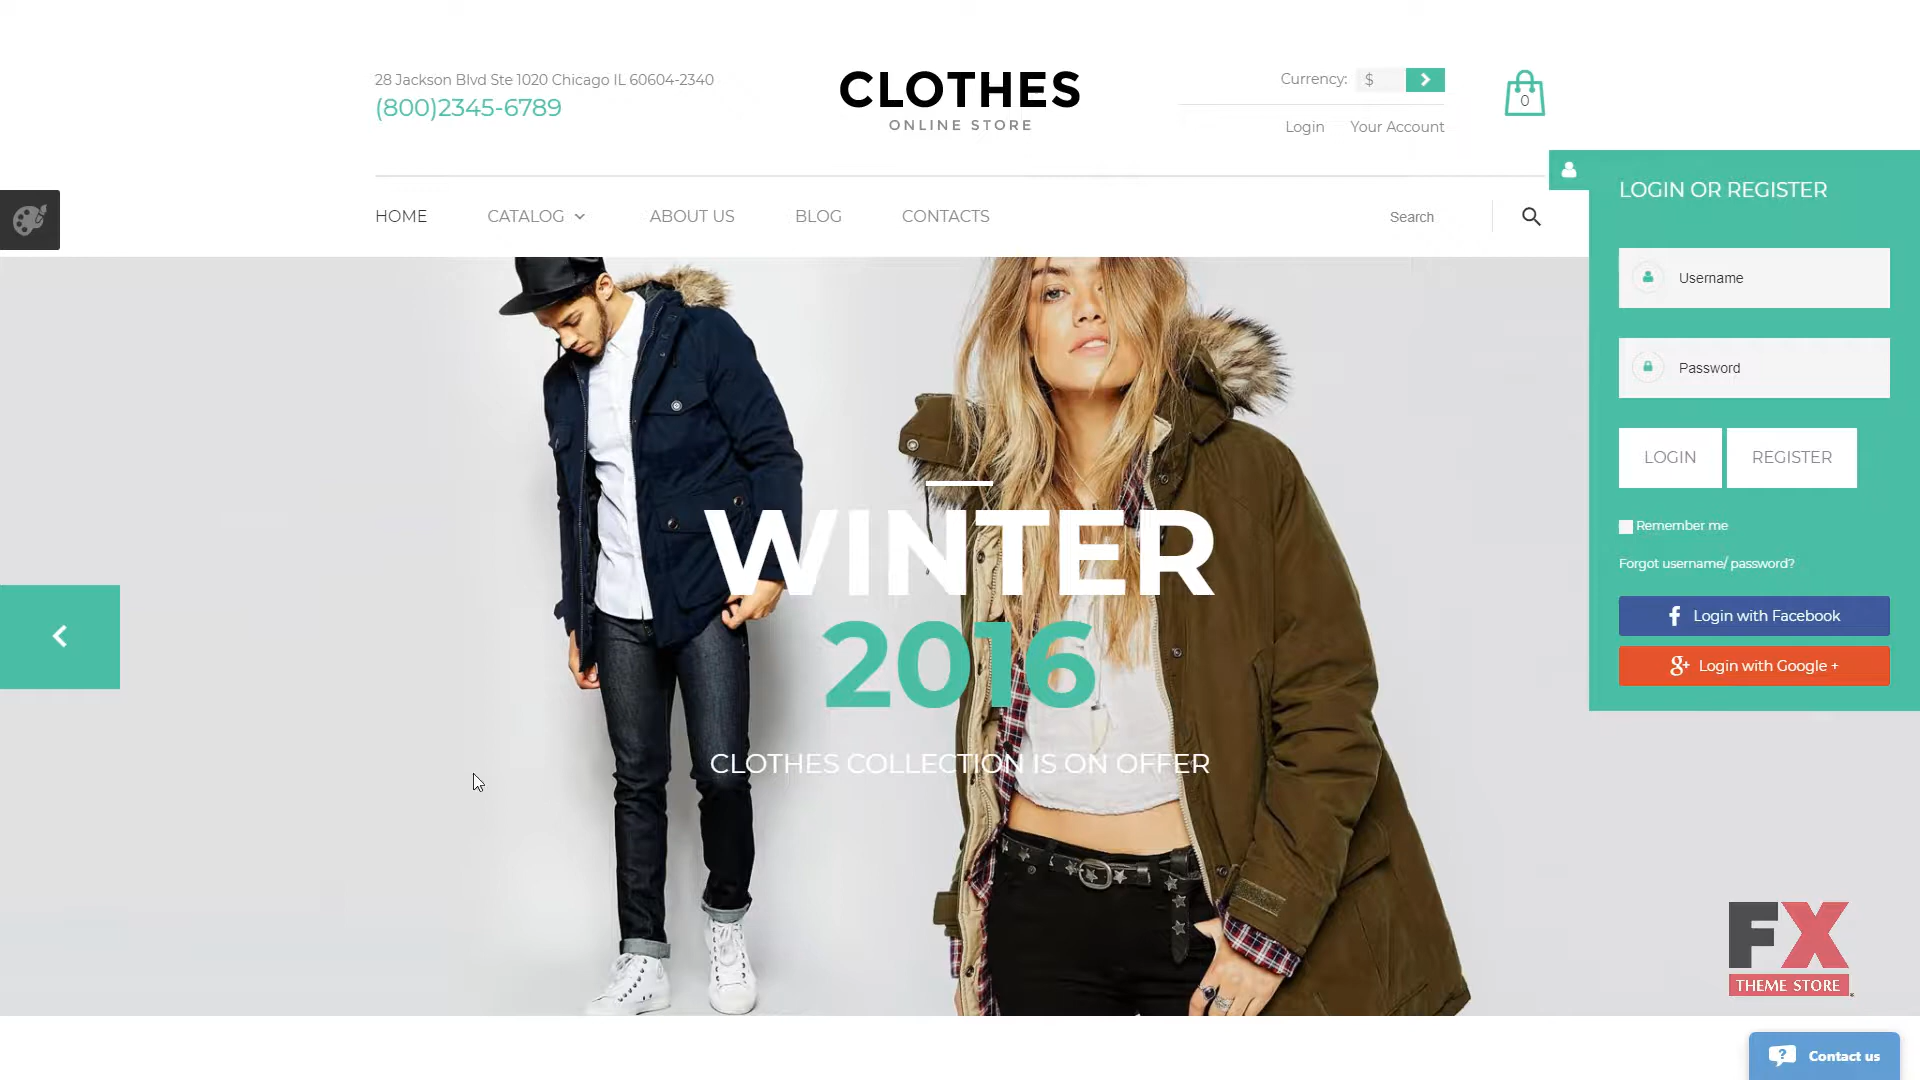 28 Jackson Blvd Ste 1020 Chicago IL 60604-2340
(800)2345-6789
CLOTHES
ONLINE STORE
Currency: $
Login Your Account
0
HOME CATALOG ABOUT US BLOG CONTACTS
Search
WINTER
2016
CLOTHES COLLECTION IS ON OFFER
LOGIN OR REGISTER
Username
Password
LOGIN REGISTER
Remember me
Forgot username/ password?
Login with Facebook
g+ Login with Google +
FX
THEME STORE
Contact us